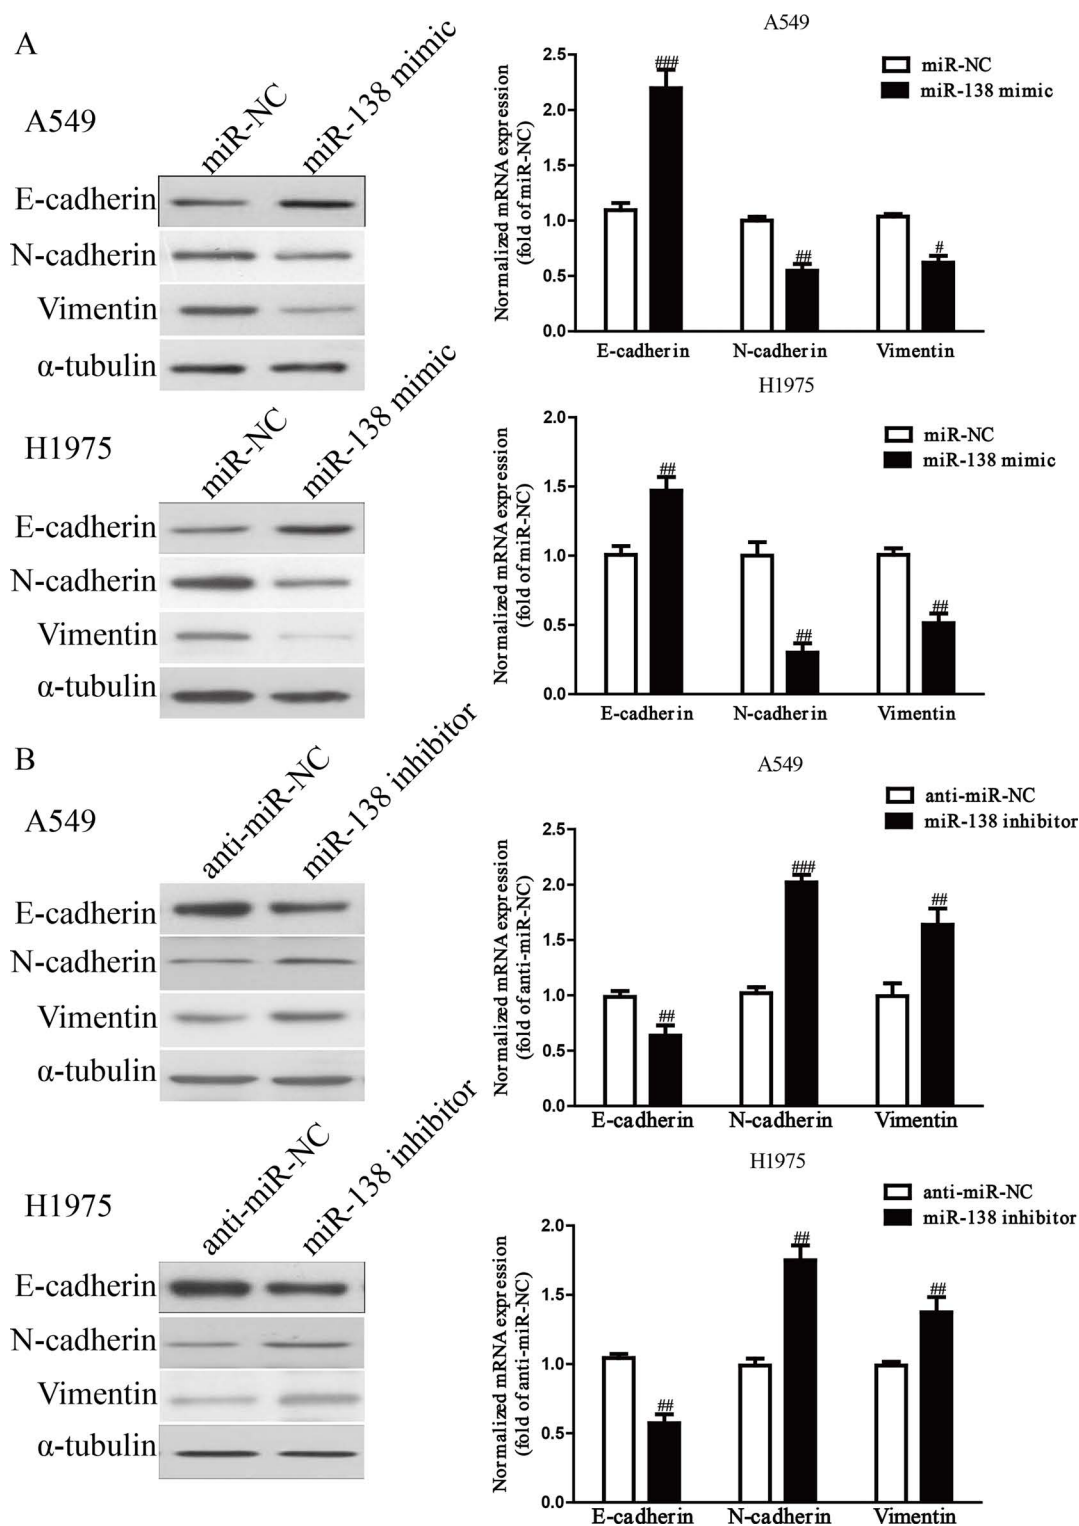 A
A549
miR-NC
miR-138 mimic
E-cadherin
N-cadherin
Vimentin
α-tubulin
A549
Normalized mRNA expression
(fold of miR-NC)
2.5
2.0
1.5
1.0
0.5
0.0
miR-NC
miR-138 mimic
###
##
#
E-cadherin
N-cadherin
Vimentin
H1975
miR-NC
miR-138 mimic
E-cadherin
N-cadherin
Vimentin
α-tubulin
H1975
Normalized mRNA expression
(fold of miR-NC)
2.0
1.5
1.0
0.5
0.0
miR-NC
miR-138 mimic
##
##
##
E-cadherin
N-cadherin
Vimentin
B
A549
anti-miR-NC
miR-138 inhibitor
E-cadherin
N-cadherin
Vimentin
α-tubulin
A549
Normalized mRNA expression
(fold of anti-miR-NC)
2.5
2.0
1.5
1.0
0.5
0.0
anti-miR-NC
miR-138 inhibitor
##
###
##
E-cadherin
N-cadherin
Vimentin
H1975
anti-miR-NC
miR-138 inhibitor
E-cadherin
N-cadherin
Vimentin
α-tubulin
H1975
Normalized mRNA expression
(fold of anti-miR-NC)
2.0
1.5
1.0
0.5
0.0
anti-miR-NC
miR-138 inhibitor
##
##
##
E-cadherin
N-cadherin
Vimentin